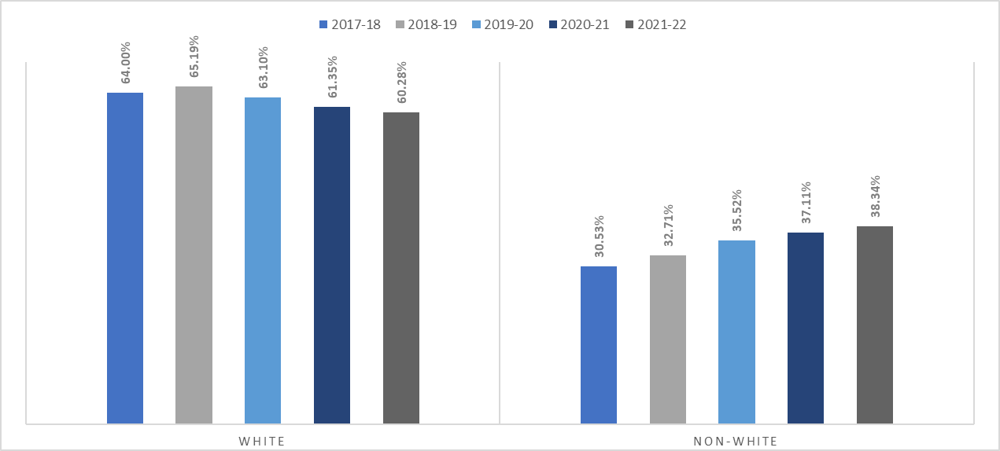 2017-18 2018-19 2019-20 2020-21 2021-22
64.00% 65.19% 63.10% 61.35% 60.28%
30.53% 32.71% 35.52% 37.11% 38.34%
WHITE NON-WHITE